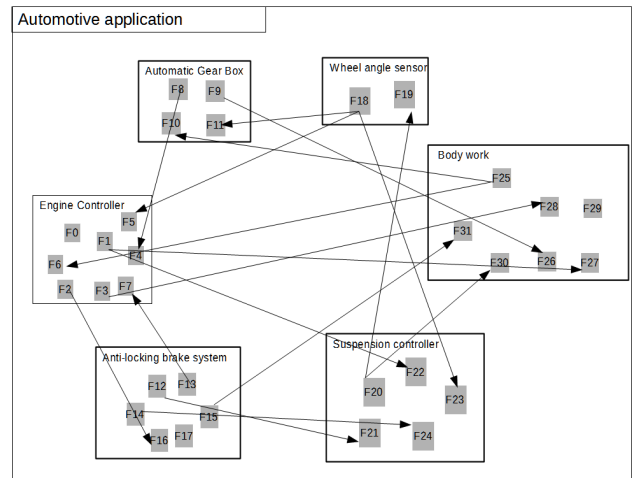 Automotive application
Automatic Gear Box
F8
F9
F10
F11
Wheel angle sensor
F18
F19
Body work
F25
F28
F29
F31
F30
F26
F27
Engine Controller
F0
F5
F1
F4
F6
F2
F3
F7
Anti-locking brake system
F12
F13
F14
F15
F16
F17
Suspension controller
F22
F20
F23
F21
F24